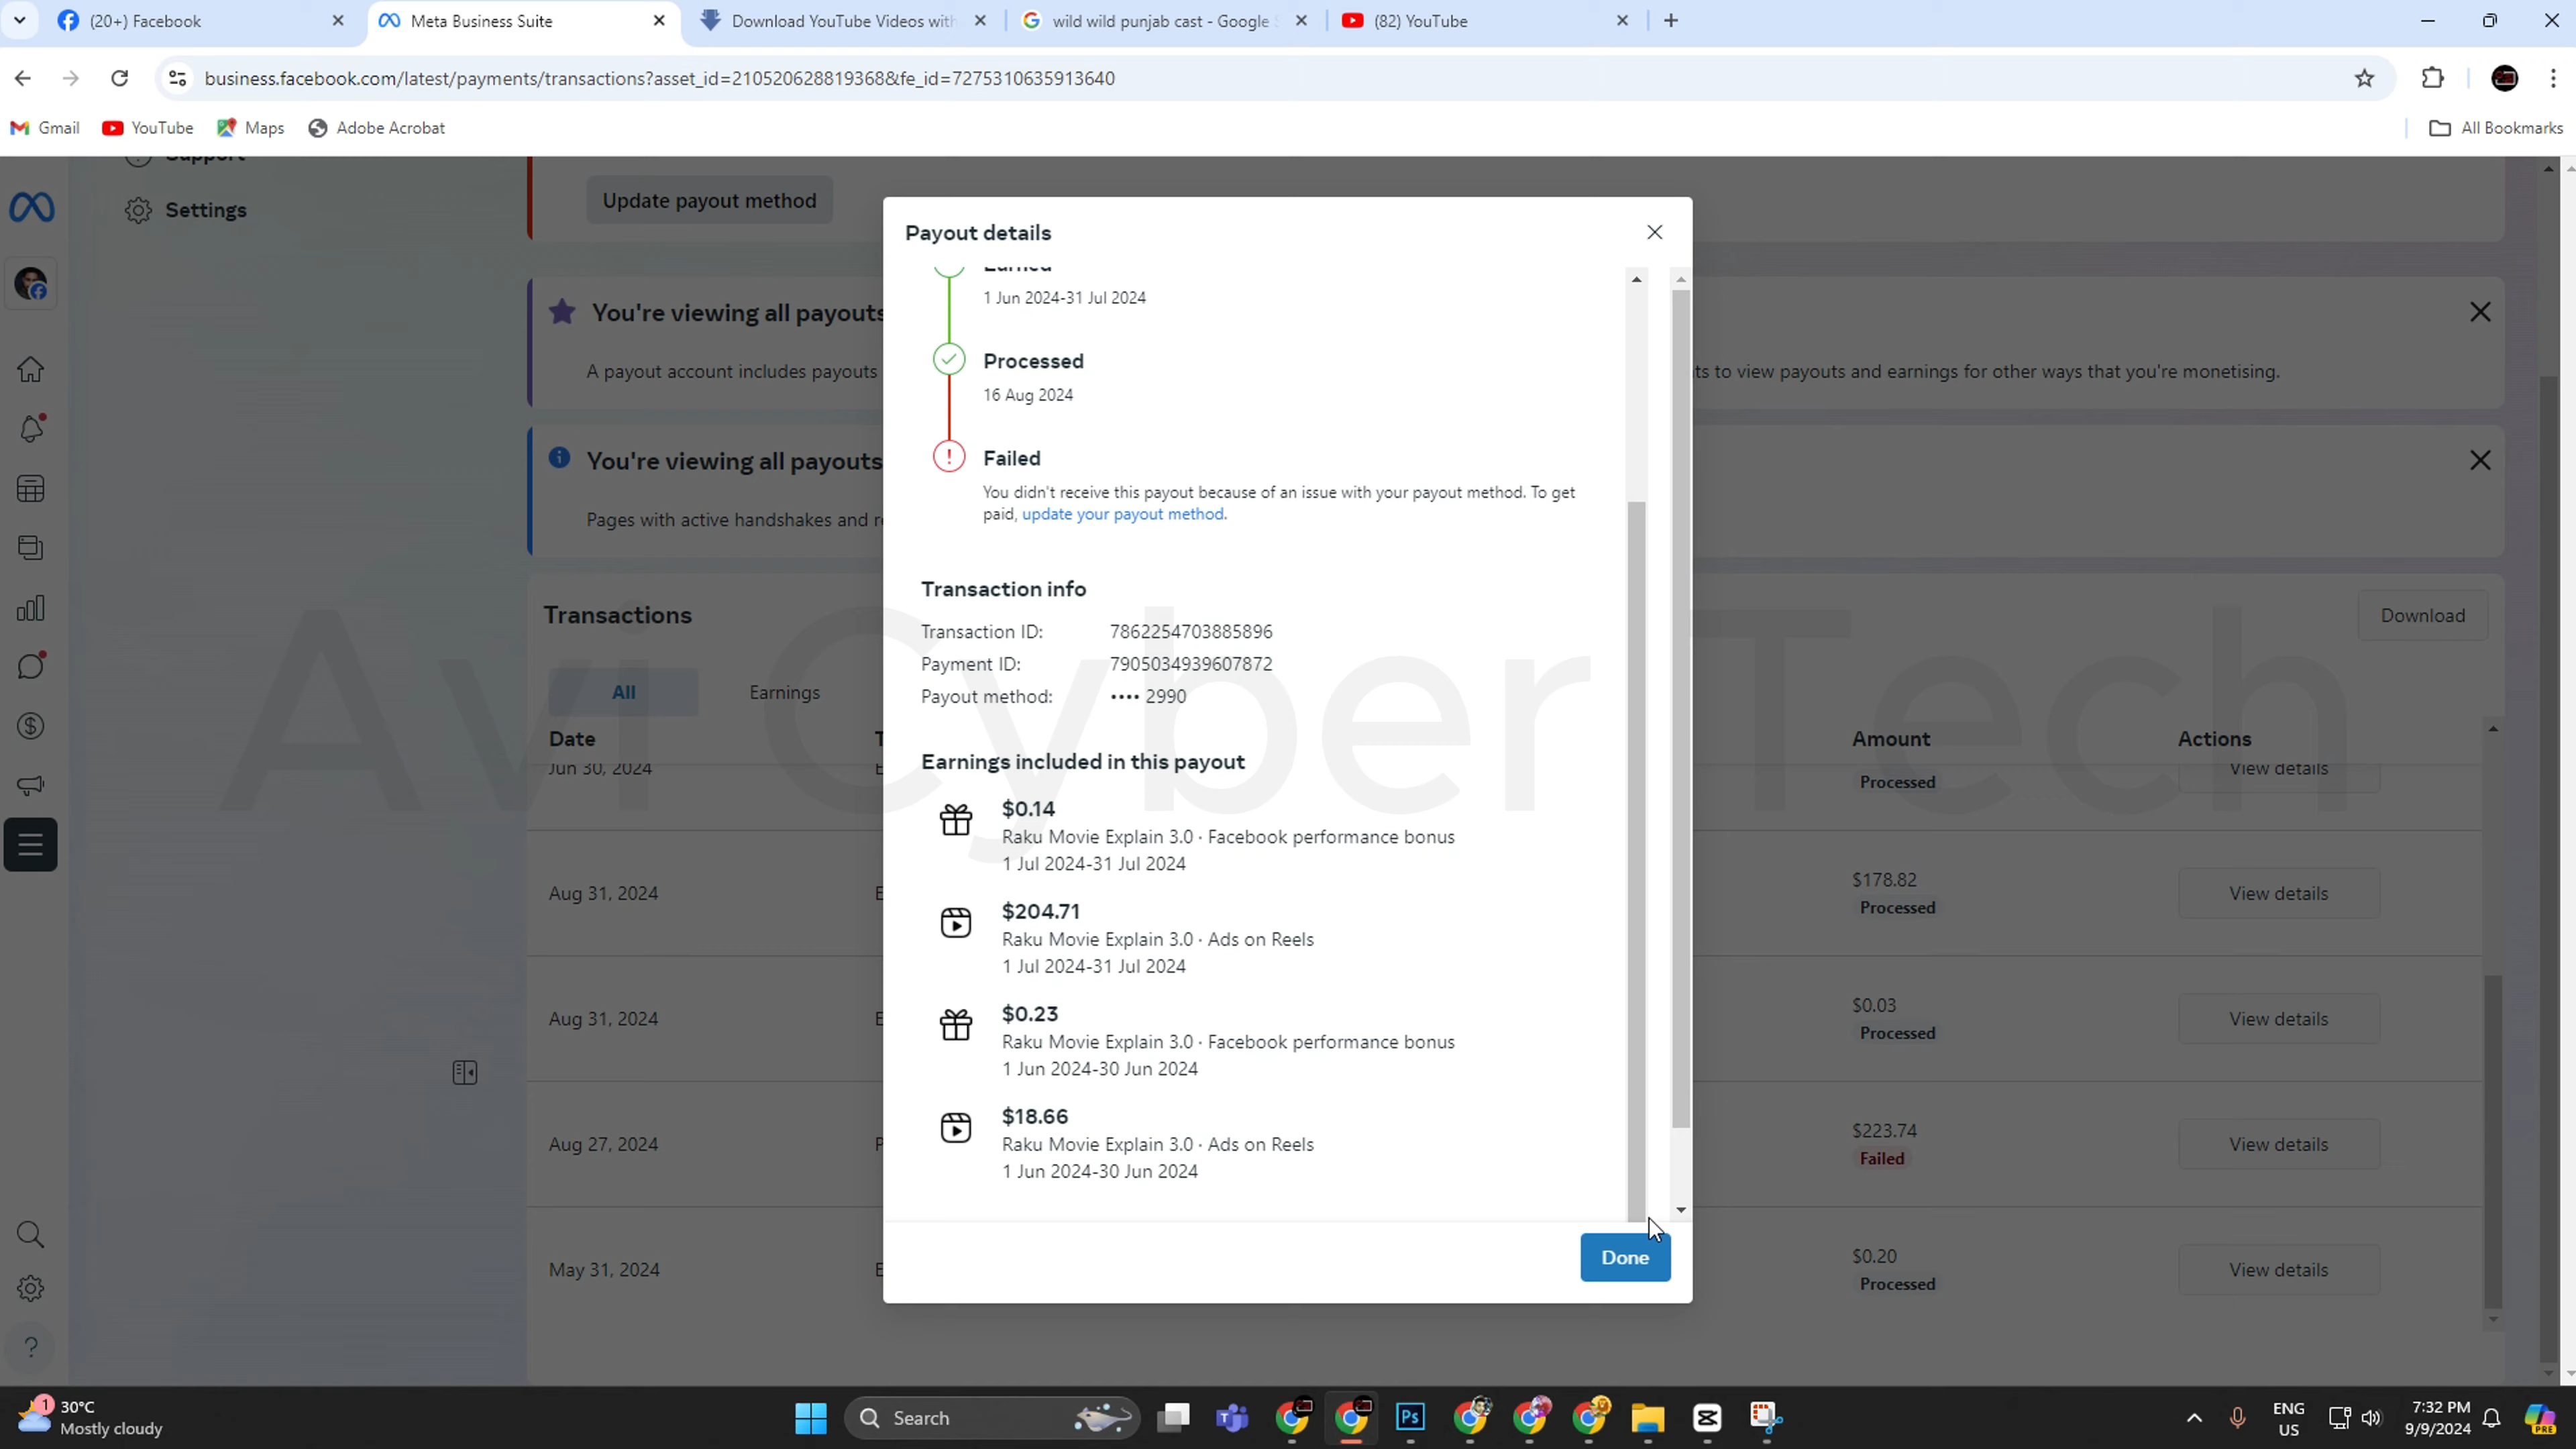 (20+) Facebook
Meta Business Suite
Download YouTube Videos with
wild wild punjab cast - Google S
(82) YouTube
business.facebook.com/latest/payments/transactions?asset_id=210520628819368&fe_id=7275310635913640
Gmail
YouTube
Maps
Adobe Acrobat
All Bookmarks
Support
Settings
Update payout method
You're viewing all payouts
A payout account includes payouts
ts to view payouts and earnings for other ways that you're monetising.
You're viewing all payouts
Pages with active handshakes and re
Transactions
Download
All
Earnings
Date
Amount
Actions
Jun 30, 2024
Processed
View details
Aug 31, 2024
$178.82
Processed
View details
Aug 31, 2024
$0.03
Processed
View details
Aug 27, 2024
$223.74
Failed
View details
May 31, 2024
$0.20
Processed
View details
Payout details
Earned
1 Jun 2024-31 Jul 2024
Processed
16 Aug 2024
Failed
You didn't receive this payout because of an issue with your payout method. To get
paid, update your payout method.
Transaction info
Transaction ID: 7862254703885896
Payment ID: 7905034939607872
Payout method: •••• 2990
Earnings included in this payout
$0.14
Raku Movie Explain 3.0 · Facebook performance bonus
1 Jul 2024-31 Jul 2024
$204.71
Raku Movie Explain 3.0 · Ads on Reels
1 Jul 2024-31 Jul 2024
$0.23
Raku Movie Explain 3.0 · Facebook performance bonus
1 Jun 2024-30 Jun 2024
$18.66
Raku Movie Explain 3.0 · Ads on Reels
1 Jun 2024-30 Jun 2024
Done
Avi Cyber Tech
1
30°C
Mostly cloudy
Search
Ps
ENG
US
7:32 PM
9/9/2024
PRE